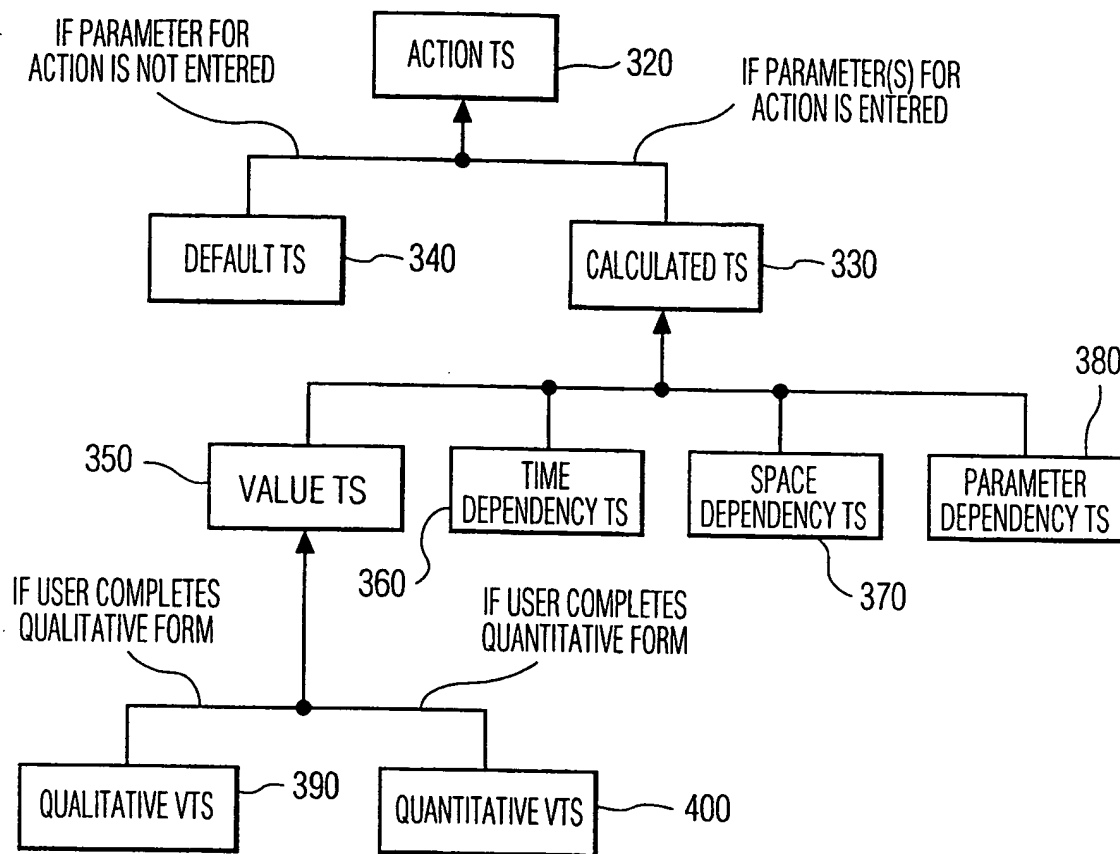 IF PARAMETER FOR
ACTION IS NOT ENTERED
ACTION TS
320
IF PARAMETER(S) FOR
ACTION IS ENTERED
DEFAULT TS
340
CALCULATED TS
330
380
350
VALUE TS
TIME
DEPENDENCY TS
SPACE
DEPENDENCY TS
PARAMETER
DEPENDENCY TS
360
370
IF USER COMPLETES
QUALITATIVE FORM
IF USER COMPLETES
QUANTITATIVE FORM
QUALITATIVE VTS
390
QUANTITATIVE VTS
400